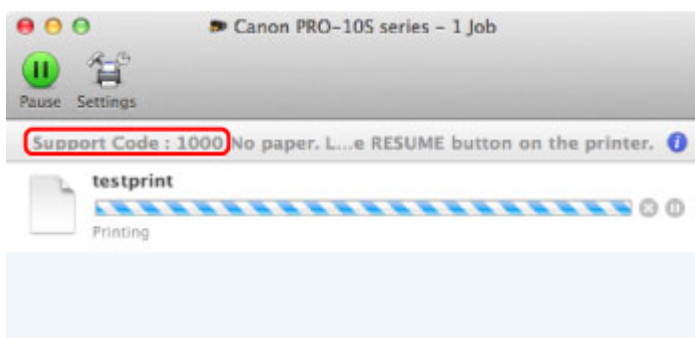 Canon PRO-10S series - 1 Job
Pause Settings
Support Code : 1000 No paper. L...e RESUME button on the printer.
testprint
Printing